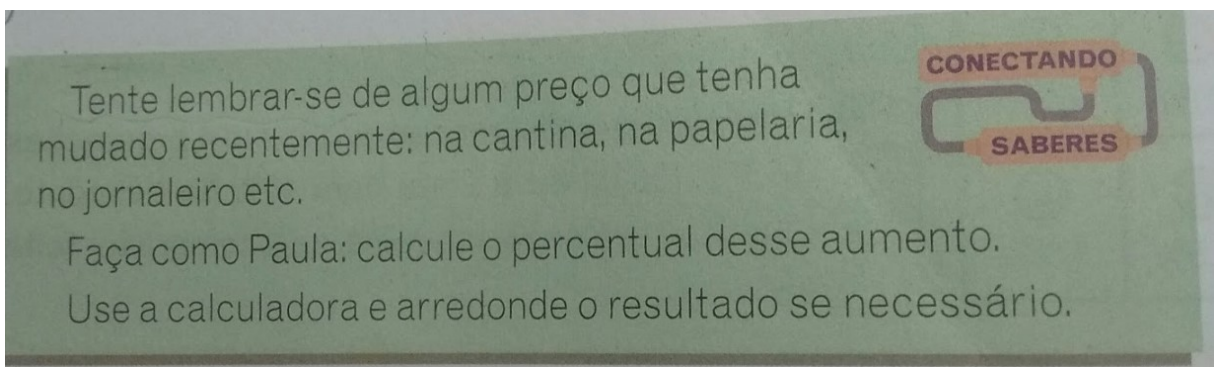 Tente lembrar-se de algum preço que tenha
mudado recentemente: na cantina, na papelaria,
no jornaleiro etc.
Faça como Paula: calcule o percentual desse aumento.
Use a calculadora e arredonde o resultado se necessário.
CONECTANDO
SABERES